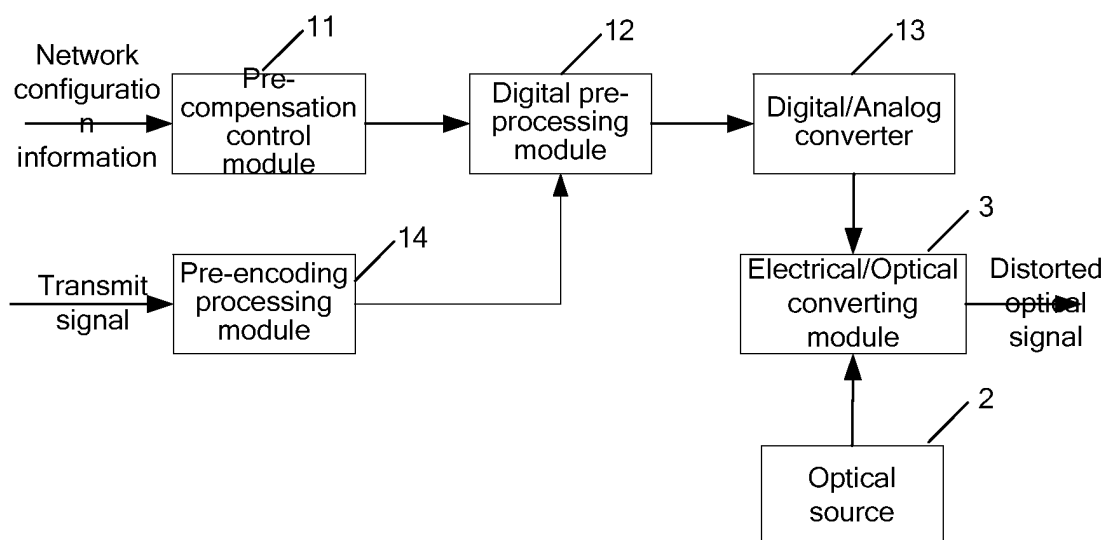 11
12
13
Network
configuratio
n
information
Pre-
compensation
control
module
Digital pre-
processing
module
Digital/Analog
converter
14
3
Transmit
signal
Pre-encoding
processing
module
Electrical/Optical
converting
module
Distorted
optical
signal
2
Optical
source